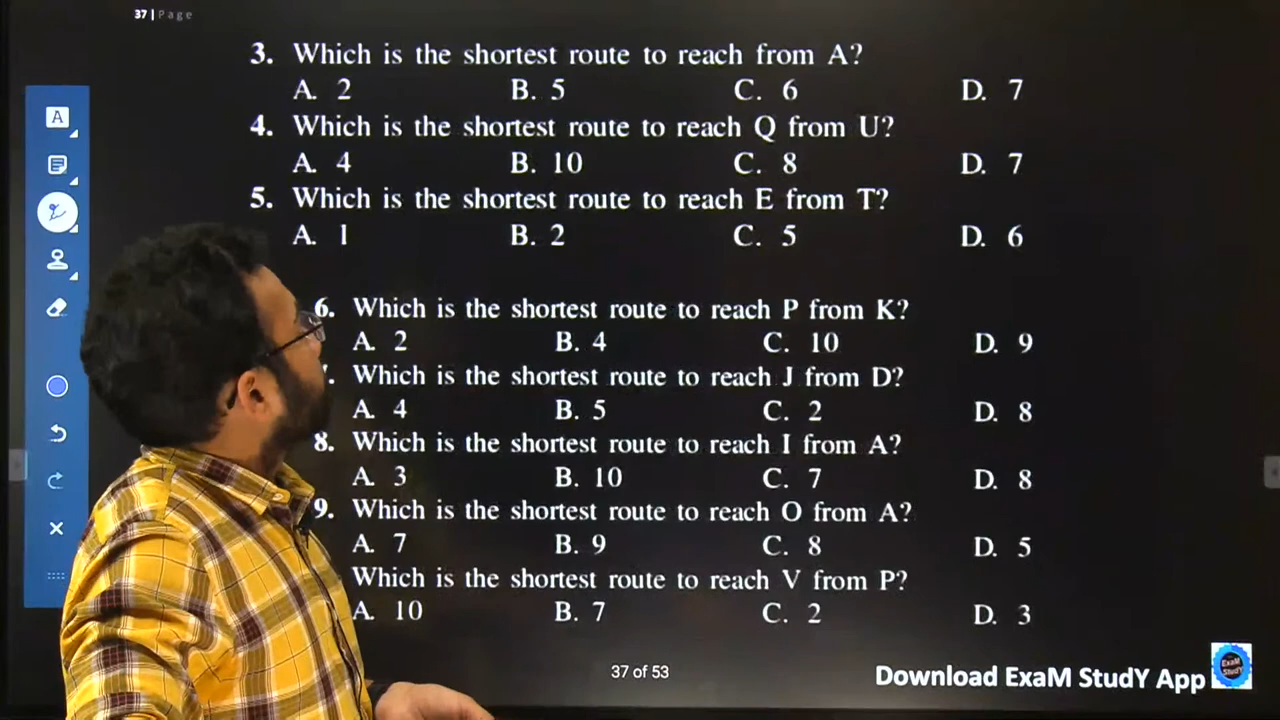 37 | Page
3. Which is the shortest route to reach from A?
A. 2 B. 5 C. 6 D. 7
4. Which is the shortest route to reach Q from U?
A. 4 B. 10 C. 8 D. 7
5. Which is the shortest route to reach E from T?
A. 1 B. 2 C. 5 D. 6
6. Which is the shortest route to reach P from K?
A. 2 B. 4 C. 10 D. 9
. Which is the shortest route to reach J from D?
A. 4 B. 5 C. 2 D. 8
8. Which is the shortest route to reach I from A?
A. 3 B. 10 C. 7 D. 8
9. Which is the shortest route to reach O from A?
A. 7 B. 9 C. 8 D. 5
Which is the shortest route to reach V from P?
A. 10 B. 7 C. 2 D. 3
37 of 53
Download ExaM StudY App
ExaM StudY
A